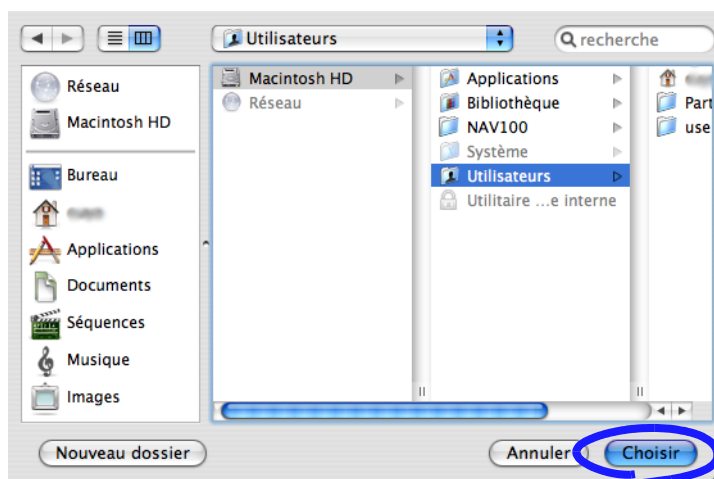 Utilisateurs
recherche
Réseau
Macintosh HD
Bureau
Applications
Documents
Séquences
Musique
Images
Macintosh HD
Réseau
Applications
Bibliothèque
NAV100
Système
Utilisateurs
Utilitaire ...e interne
Part
use
Nouveau dossier
Annuler
Choisir